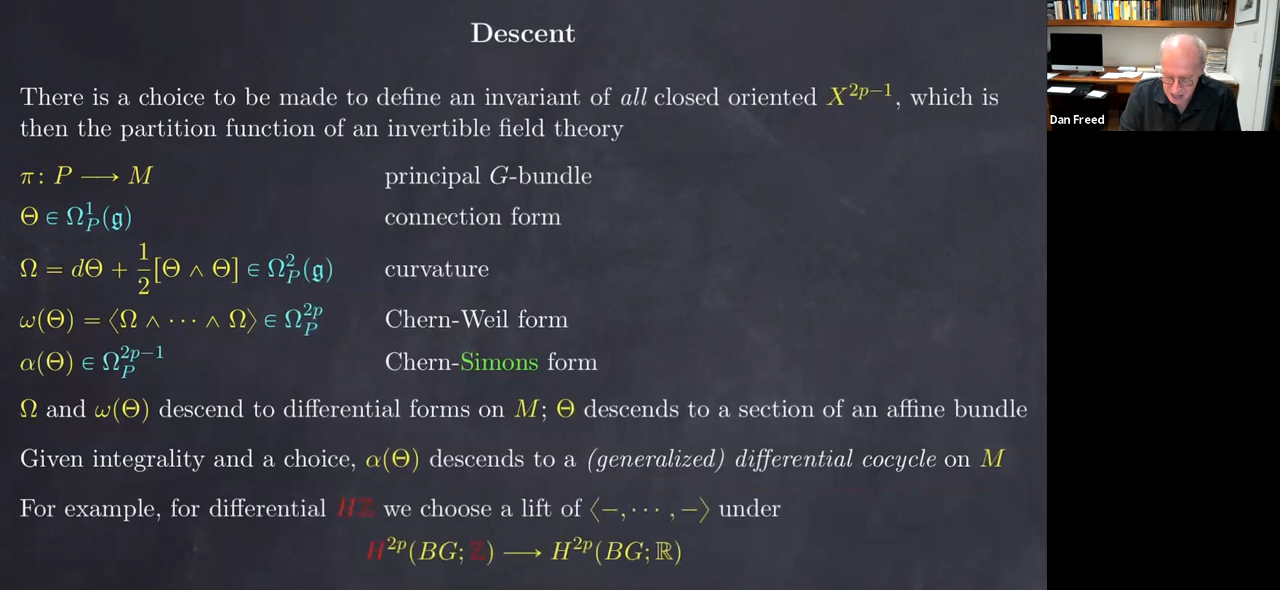 Descent
There is a choice to be made to define an invariant of all closed oriented X^{2p−1}, which is
then the partition function of an invertible field theory
π: P ⟶ M principal G-bundle
Θ ∈ Ω^1_P(𝔤) connection form
Ω = dΘ + 1/2[Θ ∧ Θ] ∈ Ω^2_P(𝔤) curvature
ω(Θ) = ⟨Ω ∧ ⋯ ∧ Ω⟩ ∈ Ω^{2p}_P Chern-Weil form
α(Θ) ∈ Ω^{2p−1}_P Chern-Simons form
Ω and ω(Θ) descend to differential forms on M; Θ descends to a section of an affine bundle
Given integrality and a choice, α(Θ) descends to a (generalized) differential cocycle on M
For example, for differential Hℤ we choose a lift of ⟨−, ⋯ , −⟩ under
H^{2p}(BG; ℤ) ⟶ H^{2p}(BG; ℝ)
Dan Freed